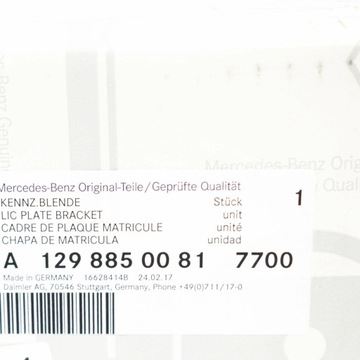 Mercedes-Benz Original-Teile/Geprüfte Qualität
KENNZ.BLENDE Stück 1
LIC PLATE BRACKET unit
CADRE DE PLAQUE MATRICULE unité
CHAPA DE MATRICULA unidad
A 129 885 00 81 7700
Made in GERMANY 16628414B 24.02.17
Daimler AG, 70546 Stuttgart, Germany, Phone +49(0)711/17-0